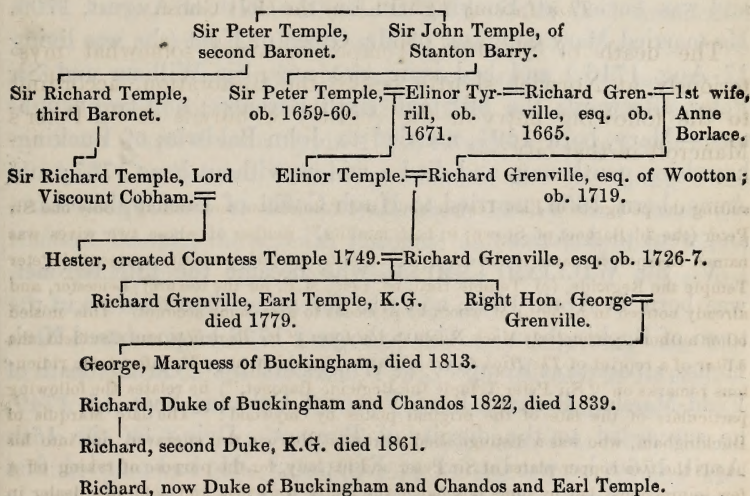 Sir Peter Temple,
second Baronet.
Sir John Temple, of
Stanton Barry.
Sir Richard Temple,
third Baronet.
Sir Peter Temple,
ob. 1659-60.
Elinor Tyr-
rill, ob.
1671.
Richard Gren-
ville, esq. ob.
1665.
1st wife,
Anne
Borlace.
Sir Richard Temple, Lord
Viscount Cobham.
Elinor Temple.
Richard Grenville, esq. of Wootton;
ob. 1719.
Hester, created Countess Temple 1749.
Richard Grenville, esq. ob. 1726-7.
Richard Grenville, Earl Temple, K.G.
died 1779.
Right Hon. George
Grenville.
George, Marquess of Buckingham, died 1813.
Richard, Duke of Buckingham and Chandos 1822, died 1839.
Richard, second Duke, K.G. died 1861.
Richard, now Duke of Buckingham and Chandos and Earl Temple.